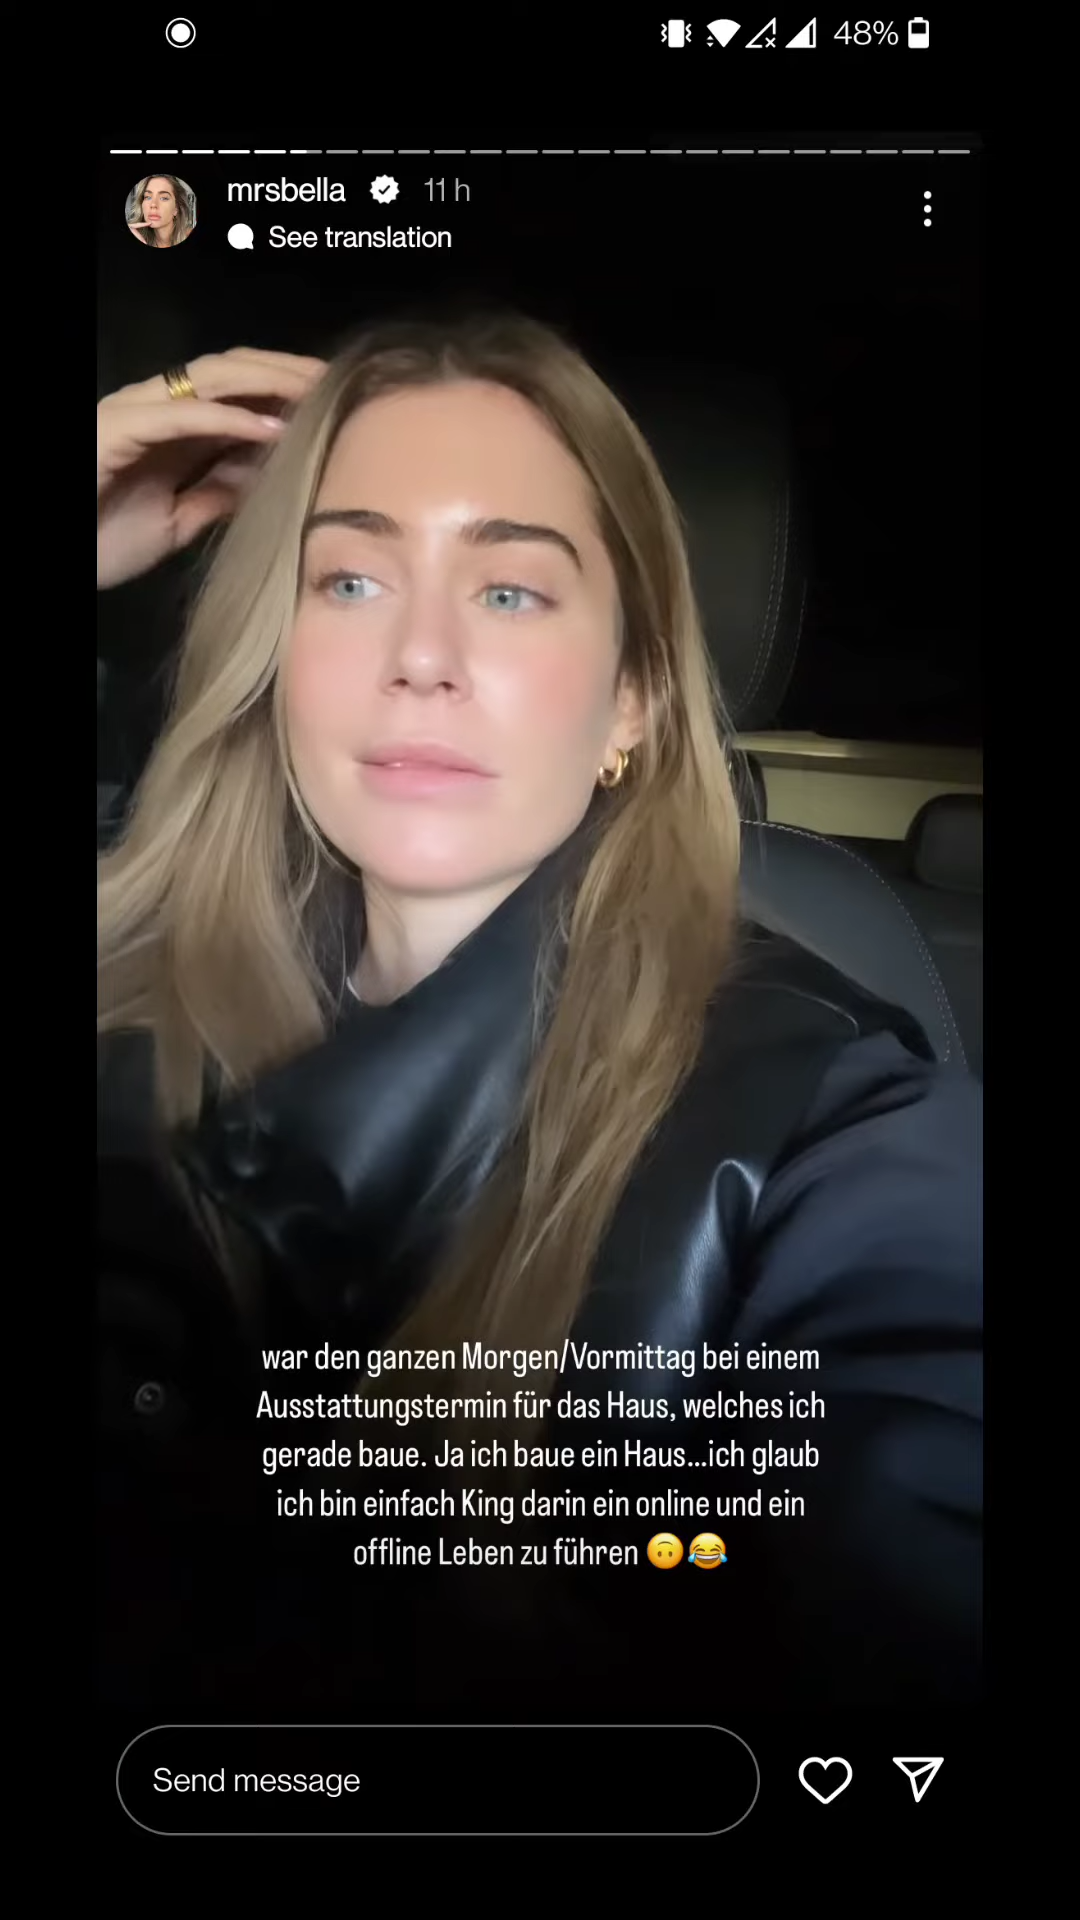 48%
mrsbella 11 h
See translation
war den ganzen Morgen/Vormittag bei einem
Ausstattungstermin für das Haus, welches ich
gerade baue. Ja ich baue ein Haus...ich glaub
ich bin einfach King darin ein online und ein
offline Leben zu führen 🙃😂
Send message